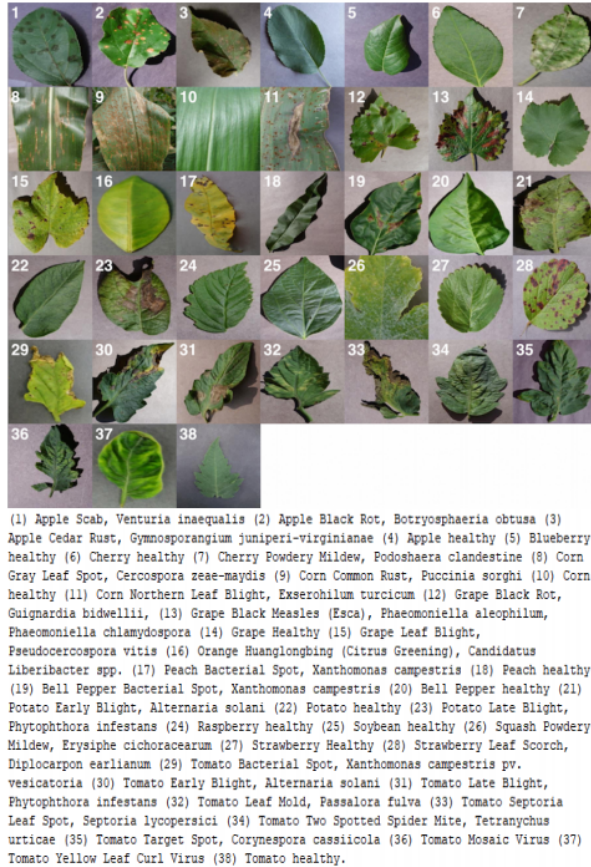 1 2 3 4 5 6 7
8 9 10 11 12 13 14
15 16 17 18 19 20 21
22 23 24 25 26 27 28
29 30 31 32 33 34 35
36 37 38
(1) Apple Scab, Venturia inaequalis (2) Apple Black Rot, Botryosphaeria obtusa (3)
Apple Cedar Rust, Gymnosporangium juniperi-virginianae (4) Apple healthy (5) Blueberry
healthy (6) Cherry healthy (7) Cherry Powdery Mildew, Podoshaera clandestine (8) Corn
Gray Leaf Spot, Cercospora zeae-maydis (9) Corn Common Rust, Puccinia sorghi (10) Corn
healthy (11) Corn Northern Leaf Blight, Exserohilum turcicum (12) Grape Black Rot,
Guignardia bidwellii, (13) Grape Black Measles (Esca), Phaeomoniella aleophilum,
Phaeomoniella chlamydospora (14) Grape Healthy (15) Grape Leaf Blight,
Pseudocercospora vitis (16) Orange Huanglongbing (Citrus Greening), Candidatus
Liberibacter spp. (17) Peach Bacterial Spot, Xanthomonas campestris (18) Peach healthy
(19) Bell Pepper Bacterial Spot, Xanthomonas campestris (20) Bell Pepper healthy (21)
Potato Early Blight, Alternaria solani (22) Potato healthy (23) Potato Late Blight,
Phytophthora infestans (24) Raspberry healthy (25) Soybean healthy (26) Squash Powdery
Mildew, Erysiphe cichoracearum (27) Strawberry Healthy (28) Strawberry Leaf Scorch,
Diplocarpon earlianum (29) Tomato Bacterial Spot, Xanthomonas campestris pv.
vesicatoria (30) Tomato Early Blight, Alternaria solani (31) Tomato Late Blight,
Phytophthora infestans (32) Tomato Leaf Mold, Passalora fulva (33) Tomato Septoria
Leaf Spot, Septoria lycopersici (34) Tomato Two Spotted Spider Mite, Tetranychus
urticae (35) Tomato Target Spot, Corynespora cassiicola (36) Tomato Mosaic Virus (37)
Tomato Yellow Leaf Curl Virus (38) Tomato healthy.